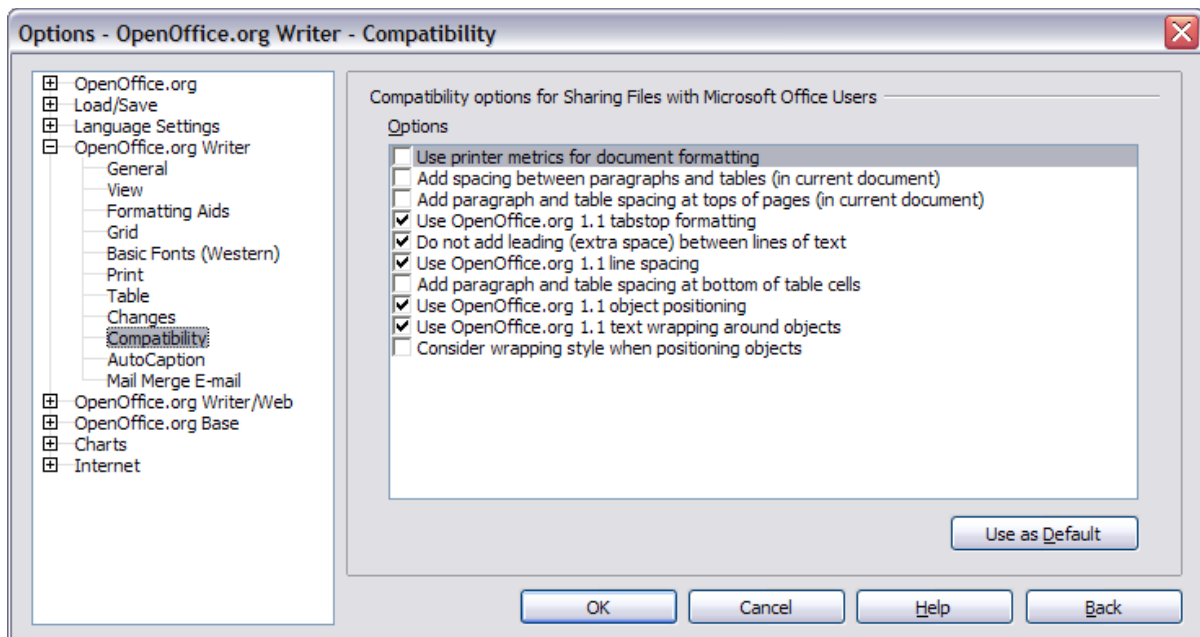 Options - OpenOffice.org Writer - Compatibility
OpenOffice.org
Load/Save
Language Settings
OpenOffice.org Writer
General
View
Formatting Aids
Grid
Basic Fonts (Western)
Print
Table
Changes
Compatibility
AutoCaption
Mail Merge E-mail
OpenOffice.org Writer/Web
OpenOffice.org Base
Charts
Internet
Compatibility options for Sharing Files with Microsoft Office Users
Options
Use printer metrics for document formatting
Add spacing between paragraphs and tables (in current document)
Add paragraph and table spacing at tops of pages (in current document)
Use OpenOffice.org 1.1 tabstop formatting
Do not add leading (extra space) between lines of text
Use OpenOffice.org 1.1 line spacing
Add paragraph and table spacing at bottom of table cells
Use OpenOffice.org 1.1 object positioning
Use OpenOffice.org 1.1 text wrapping around objects
Consider wrapping style when positioning objects
Use as Default
OK Cancel Help Back